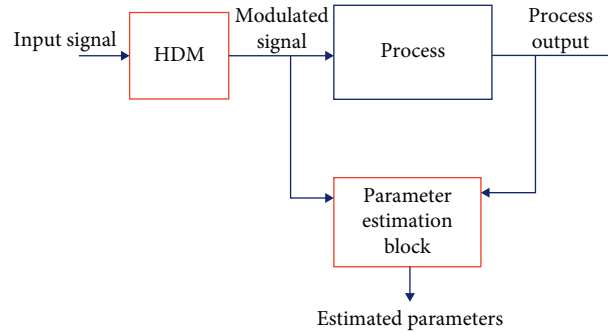 Input signal
HDM
Modulated
signal
Process
Process
output
Parameter
estimation
block
Estimated parameters